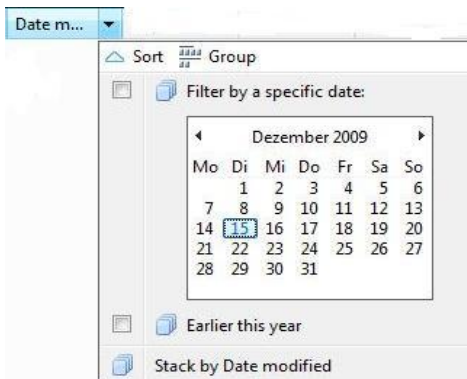 Date m...
Sort Group
Filter by a specific date:
Dezember 2009
Mo Di Mi Do Fr Sa So
1 2 3 4 5 6
7 8 9 10 11 12 13
14 15 16 17 18 19 20
21 22 23 24 25 26 27
28 29 30 31
Earlier this year
Stack by Date modified